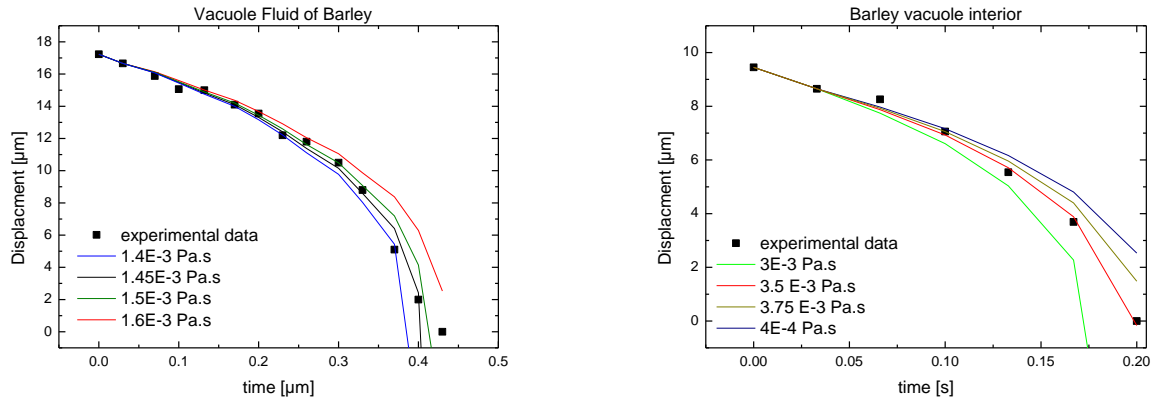 Vacuole Fluid of Barley
18
16
14
12
10
8
6
4
2
0
Displacment [µm]
experimental data
1.4E-3 Pa.s
1.45E-3 Pa.s
1.5E-3 Pa.s
1.6E-3 Pa.s
0.0 0.1 0.2 0.3 0.4 0.5
time [µm]
Barley vacuole interior
10
8
6
4
2
0
Displacment [µm]
experimental data
3E-3 Pa.s
3.5 E-3 Pa.s
3.75 E-3 Pa.s
4E-4 Pa.s
0.00 0.05 0.10 0.15 0.20
time [s]